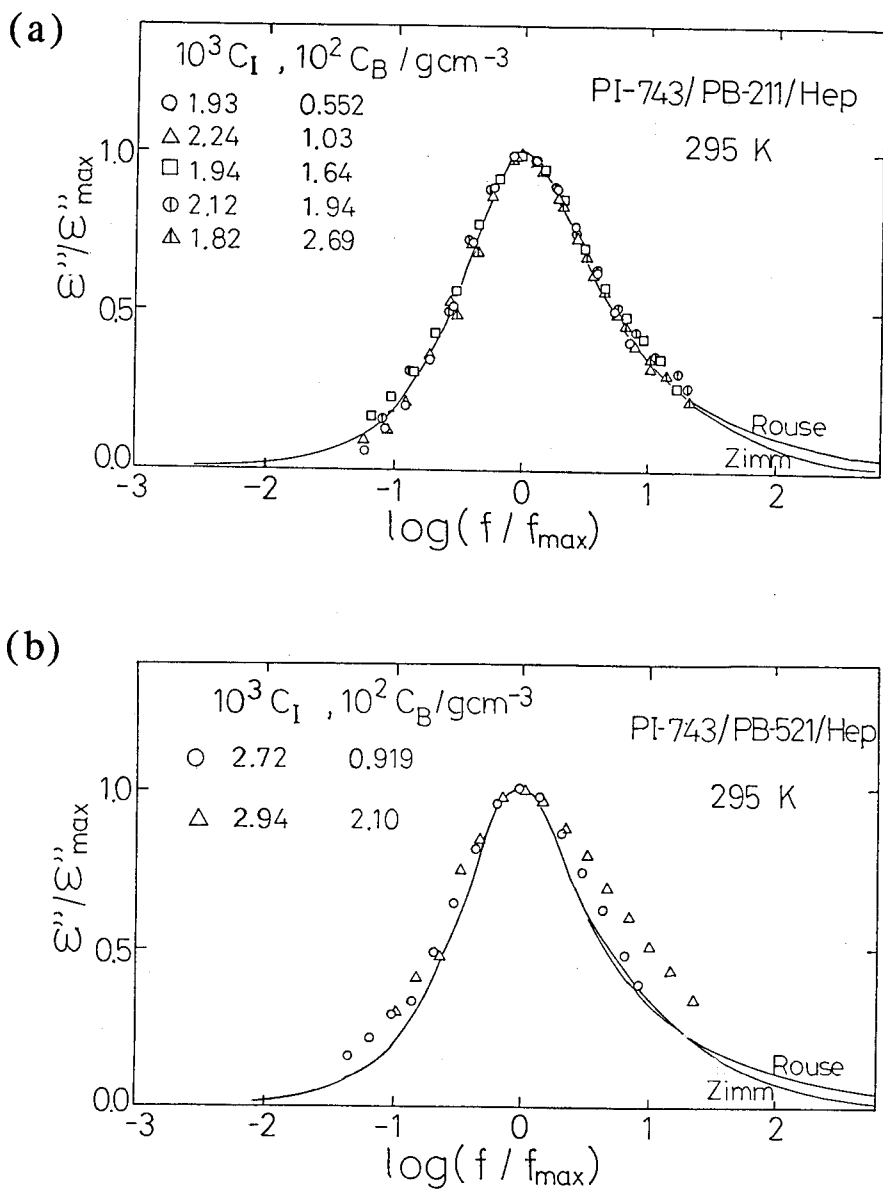 (a)
10³ C_I , 10² C_B / gcm⁻³
○ 1.93 0.552
△ 2.24 1.03
□ 1.94 1.64
⦶ 2.12 1.94
◬ 1.82 2.69
PI-743/PB-211/Hep
295 K
ε''/ε''max
1.0
0.5
0.0
Rouse
Zimm
-3 -2 -1 0 1 2
log(f / fmax)
(b)
10³ C_I , 10² C_B / gcm⁻³
○ 2.72 0.919
△ 2.94 2.10
PI-743/PB-521/Hep
295 K
ε''/ε''max
1.0
0.5
0.0
Rouse
Zimm
-3 -2 -1 0 1 2
log(f / fmax)